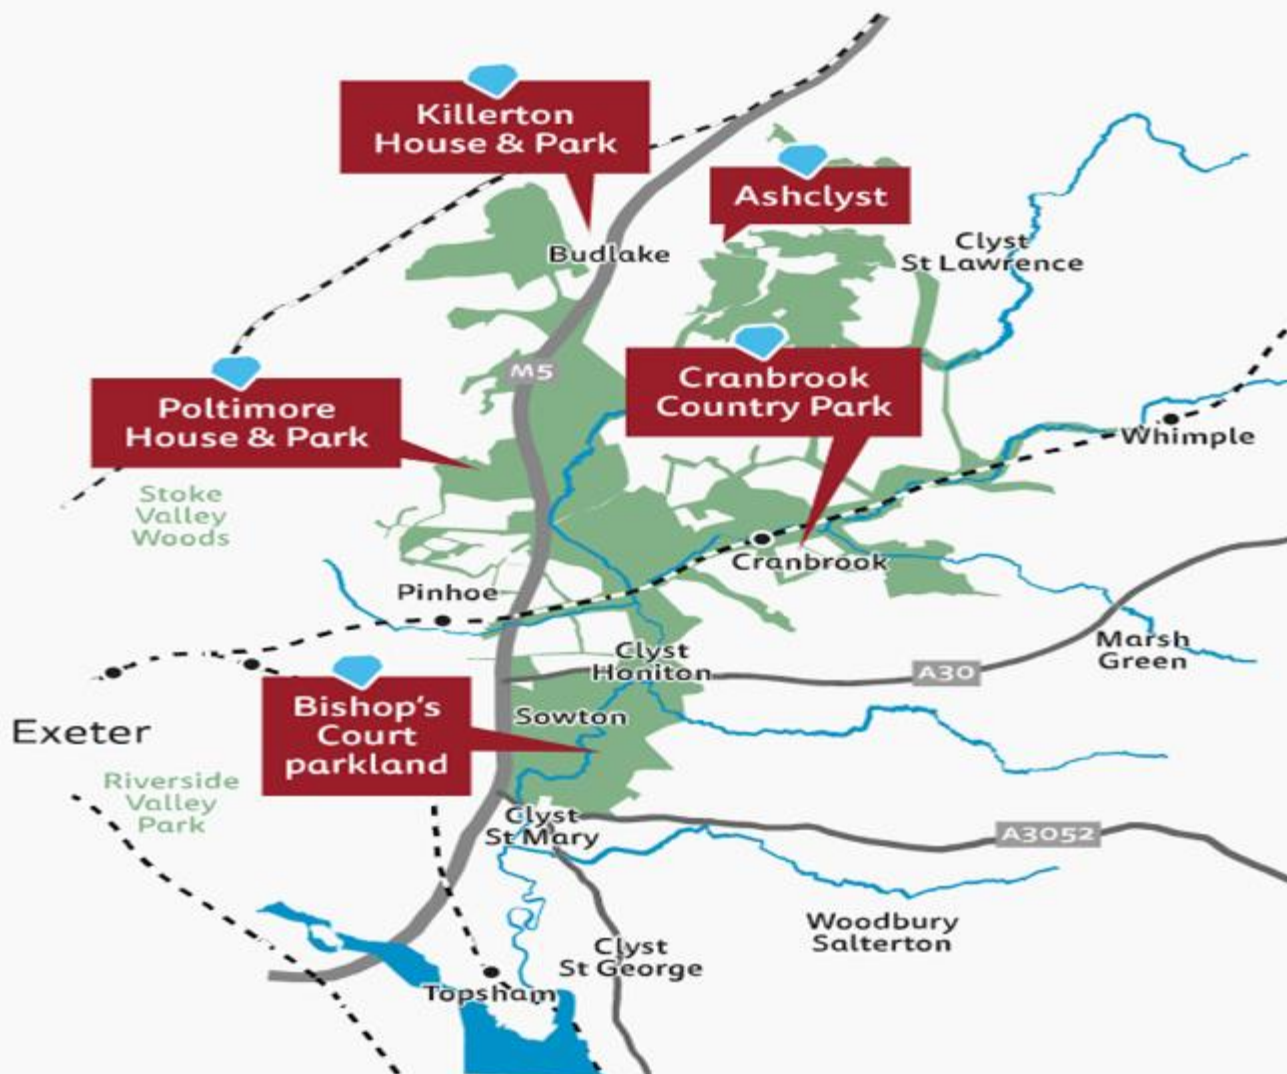 Killerton
House & Park
Ashclyst
Budlake
Clyst
St Lawrence
M5
Cranbrook
Country Park
Poltimore
House & Park
Whimple
Stoke
Valley
Woods
Cranbrook
Pinhoe
Marsh
Green
Clyst
Honiton
A30
Bishop's
Court
parkland
Sowton
Exeter
Riverside
Valley
Park
Clyst
St Mary
A3052
Woodbury
Salterton
Clyst
St George
Topsham